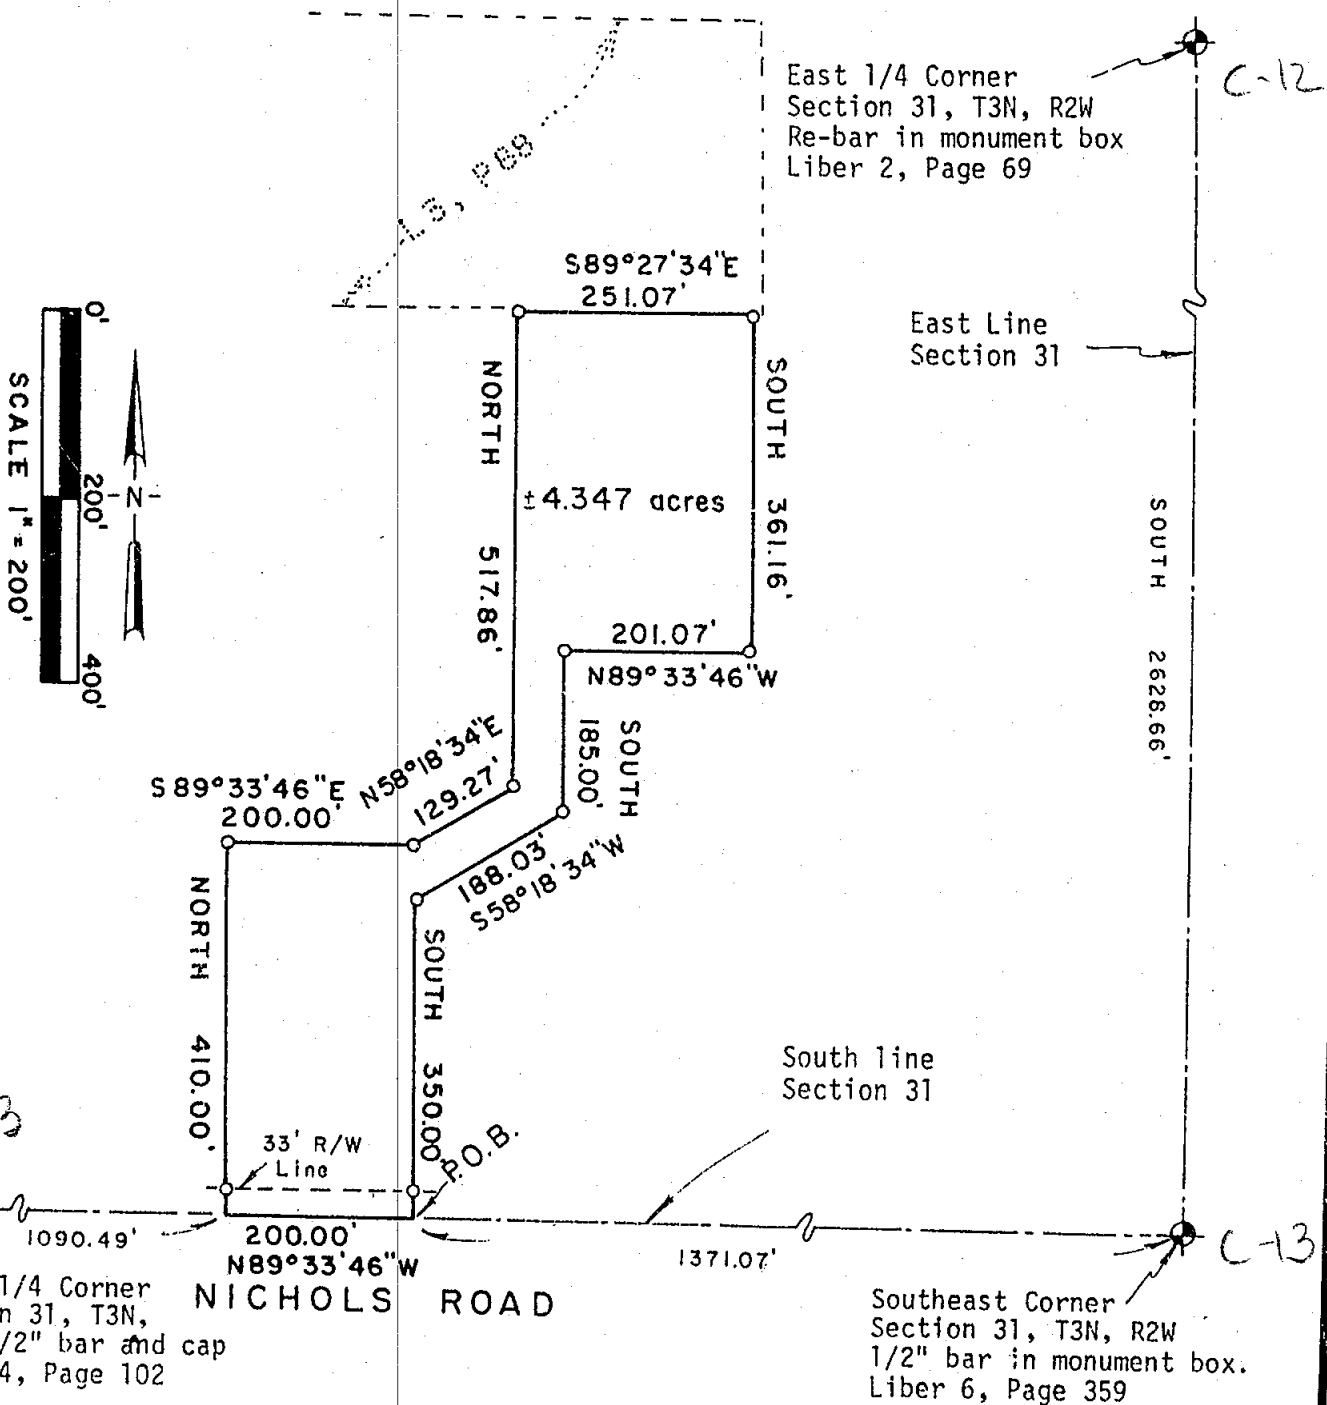 East 1/4 Corner
Section 31, T3N, R2W
Re-bar in monument box
Liber 2, Page 69
C-12
L3, P88
S89°27'34"E
251.07'
East Line
Section 31
0'
200'
400'
SCALE 1"= 200'
N
NORTH 517.86'
SOUTH 361.16'
±4.347 acres
SOUTH 2628.66'
201.07'
N89°33'46"W
SOUTH
185.00'
N58°18'34"E
129.27'
S89°33'46"E
200.00'
188.03'
S58°18'34"W
NORTH 410.00'
SOUTH 350.00'
South line
Section 31
3
33' R/W
Line
P.O.B.
1090.49'
200.00'
N89°33'46"W
1371.07'
C-13
NICHOLS ROAD
1/4 Corner
n 31, T3N,
/2" bar and cap
4, Page 102
Southeast Corner
Section 31, T3N, R2W
1/2" bar in monument box.
Liber 6, Page 359